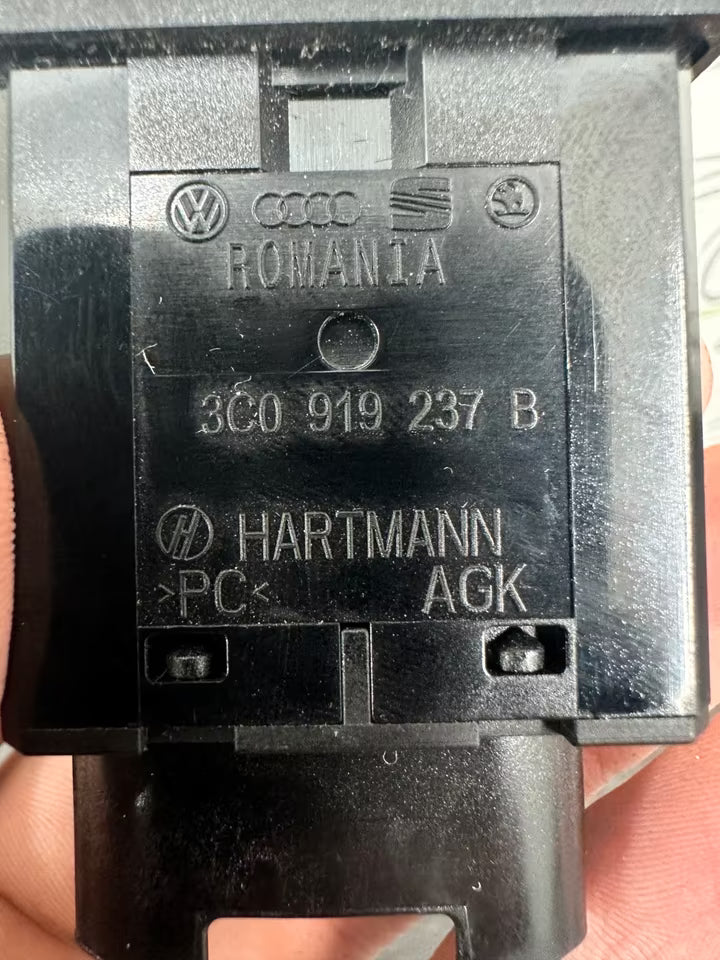 ROMANIA
3C0 919 237 B
HARTMANN
>PC< AGK